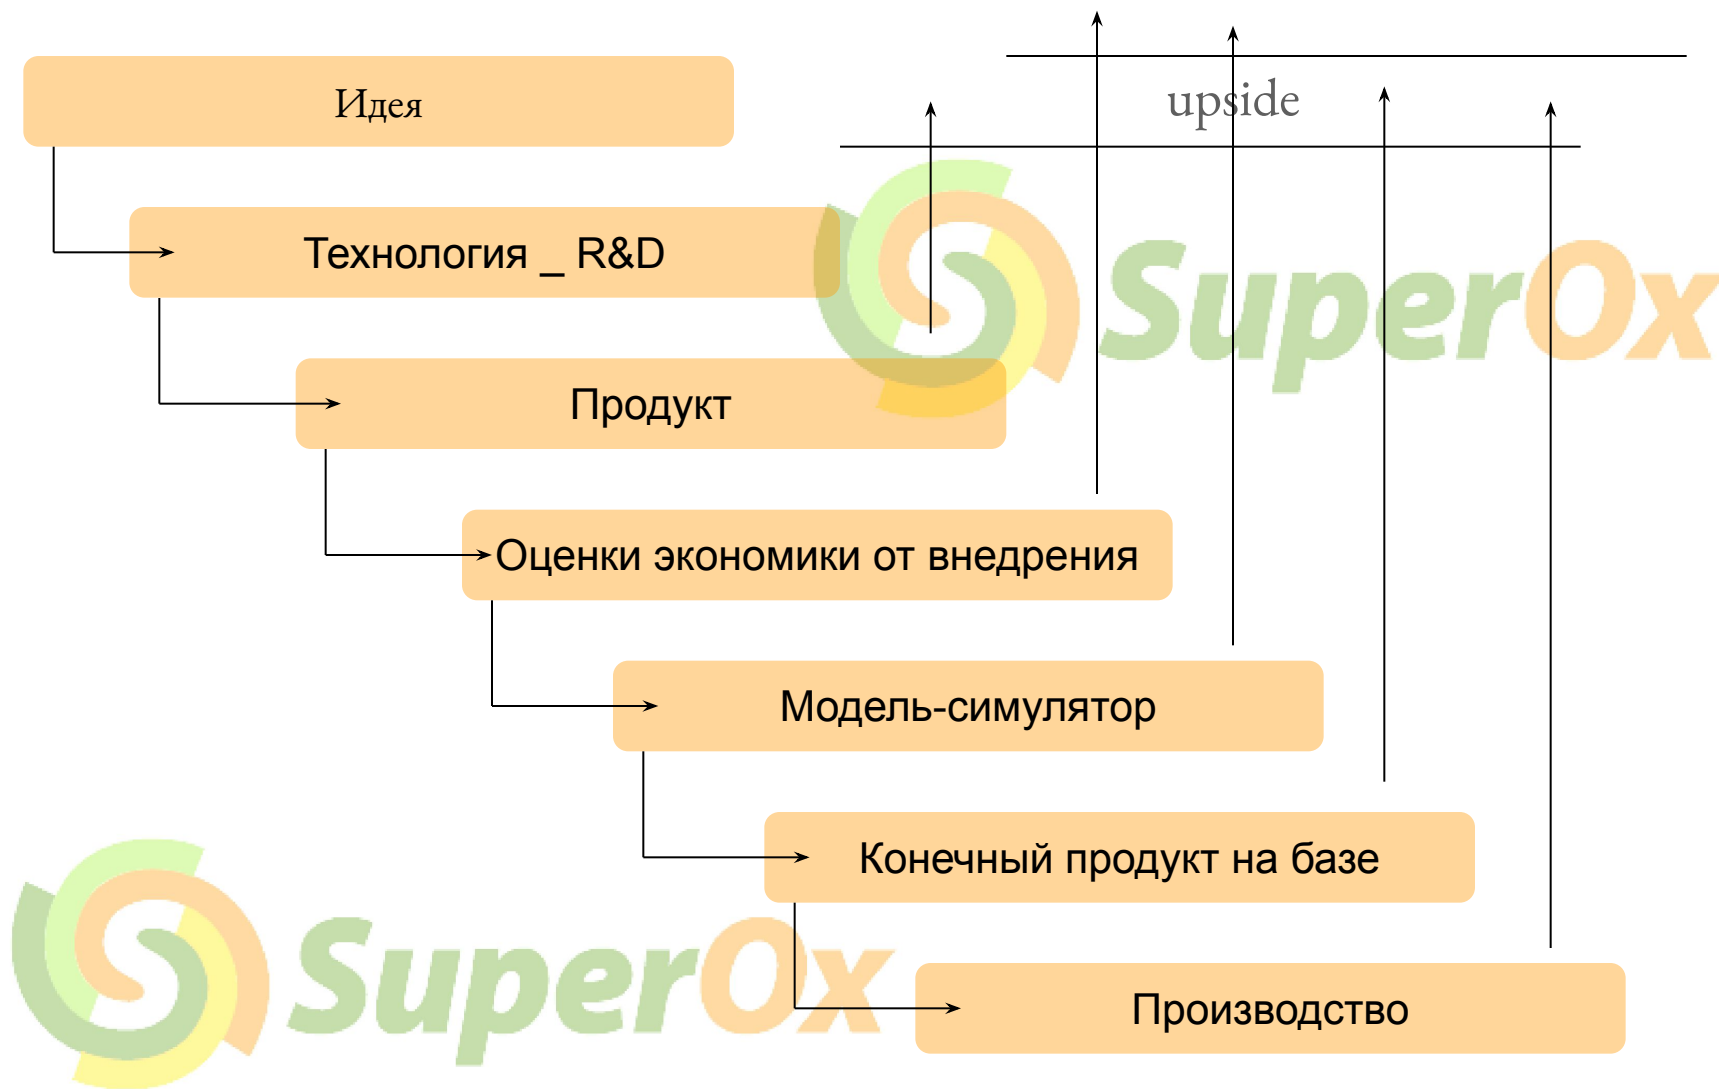 Идея
upside
Технология _ R&D
SuperOx
Продукт
Оценки экономики от внедрения
Модель-симулятор
Конечный продукт на базе
SuperOx
Производство